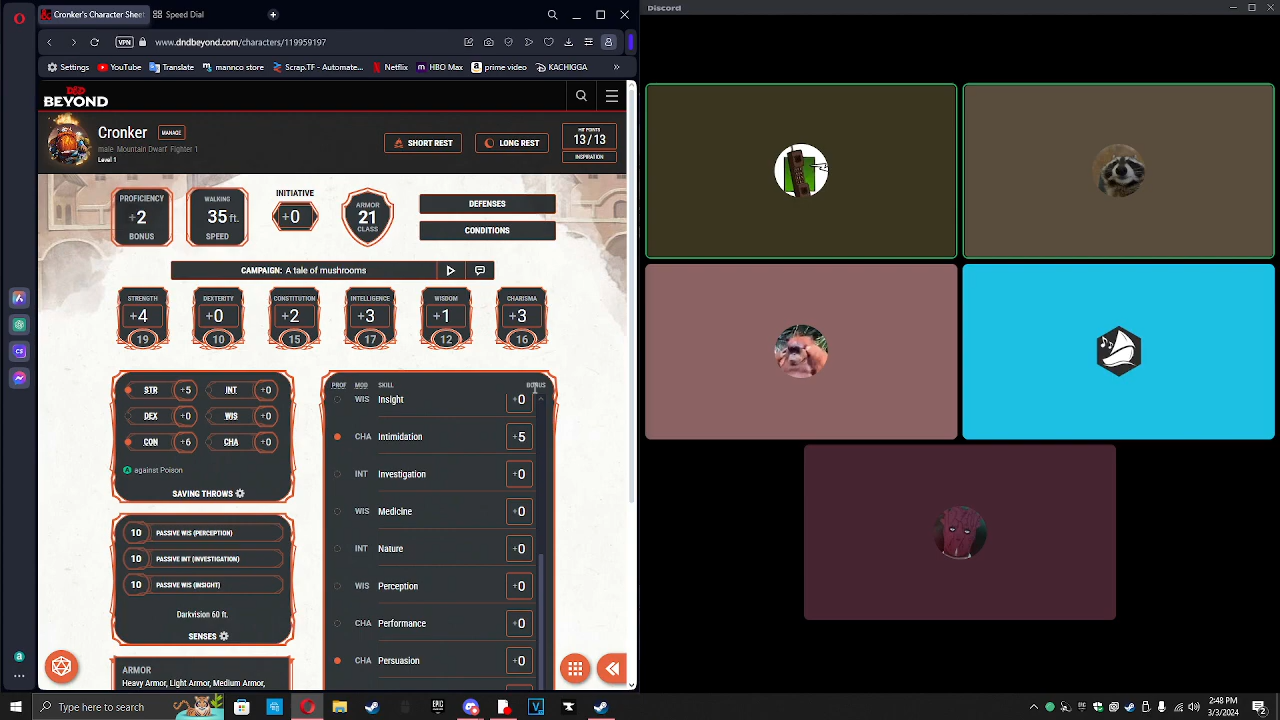 Cronker's Character Sheet
Speed Dial
VPN
www.dndbeyond.com/characters/119959197
Settings
YouTube
Translate
mannco store
Scrap.TF - Automate...
Netflix
HBO Max
prime video
KACHIGGA
D&D
BEYOND
Cronker
MANAGE
male Mountain Dwarf Fighter 1
Level 1
SHORT REST
LONG REST
HIT POINTS
13/13
INSPIRATION
PROFICIENCY
+2
BONUS
WALKING
35 ft.
SPEED
INITIATIVE
+0
ARMOR
21
CLASS
DEFENSES
CONDITIONS
CAMPAIGN: A tale of mushrooms
STRENGTH
+4
19
DEXTERITY
+0
10
CONSTITUTION
+2
15
INTELLIGENCE
+3
17
WISDOM
+1
12
CHARISMA
+3
16
STR +5
INT +0
DEX +0
WIS +0
CON +6
CHA +0
A against Poison
SAVING THROWS
10 PASSIVE WIS (PERCEPTION)
10 PASSIVE INT (INVESTIGATION)
10 PASSIVE WIS (INSIGHT)
Darkvision 60 ft.
SENSES
ARMOR
Heavy Armor, Light Armor, Medium Armor,
PROF MOD SKILL BONUS
WIS Insight +0
CHA Intimidation +5
INT Investigation +0
WIS Medicine +0
INT Nature +0
WIS Perception +0
CHA Performance +0
CHA Persuasion +0
Discord
Type here to search
EPIC
2:48 PM
3/3/2024